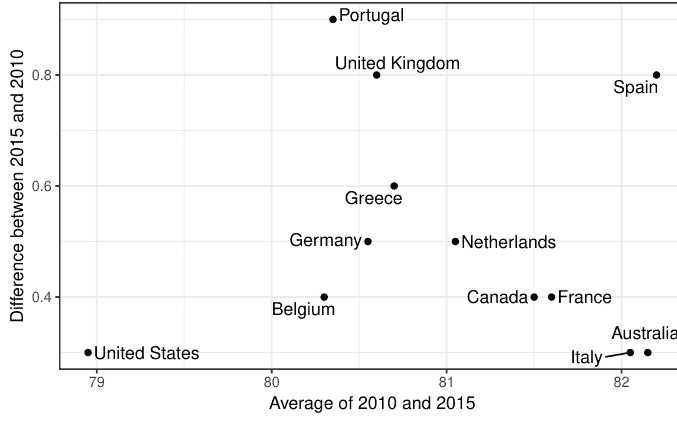 Portugal
United Kingdom
Spain
Greece
Germany
Netherlands
Belgium
Canada
France
Australia
Italy
United States
Difference between 2015 and 2010
0.8
0.6
0.4
79
80
81
82
Average of 2010 and 2015